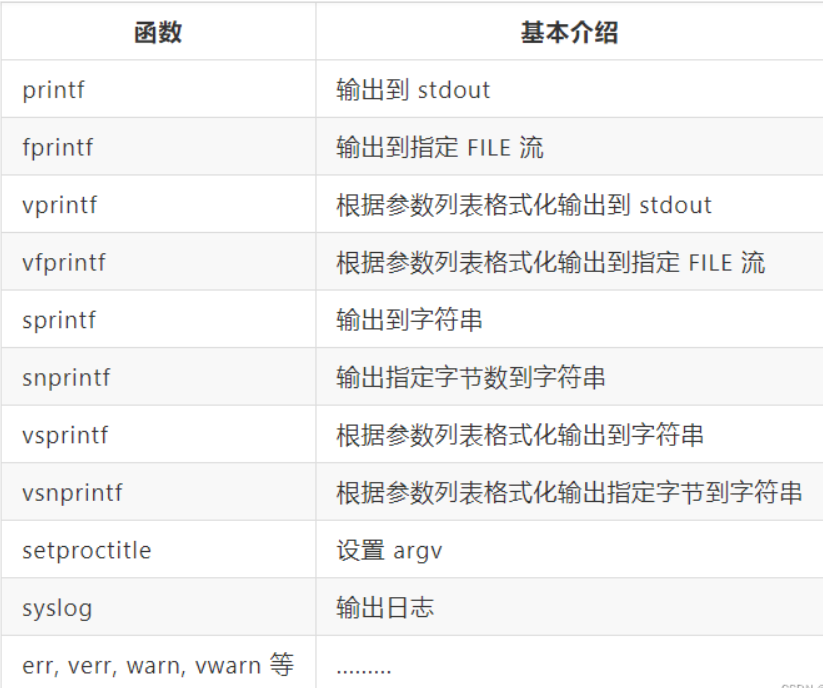 函数 基本介绍
printf 输出到 stdout
fprintf 输出到指定 FILE 流
vprintf 根据参数列表格式化输出到 stdout
vfprintf 根据参数列表格式化输出到指定 FILE 流
sprintf 输出到字符串
snprintf 输出指定字节数到字符串
vsprintf 根据参数列表格式化输出到字符串
vsnprintf 根据参数列表格式化输出指定字节到字符串
setproctitle 设置 argv
syslog 输出日志
err, verr, warn, vwarn 等 ………